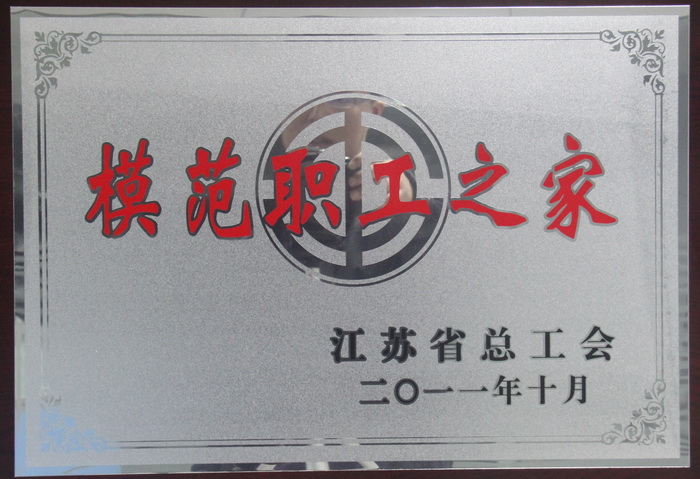 模范职工之家
江苏省总工会
二〇一一年十月